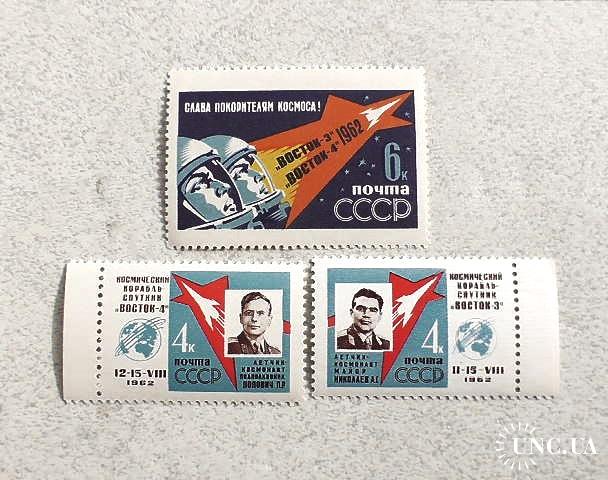 СЛАВА ПОКОРИТЕЛЯМ КОСМОСА!
„ВОСТОК-3"
„ВОСТОК-4"
1962
6к
почта
СССР
КОСМИЧЕСКИЙ
КОРАБЛЬ-
СПУТНИК
„ВОСТОК-4"
12-15-VIII
1962
4к
почта
СССР
ЛЕТЧИК-
КОСМОНАВТ
ПОДПОЛКОВНИК
ПОПОВИЧ П.Р.
4к
почта
СССР
ЛЕТЧИК-
КОСМОНАВТ
МАЙОР
НИКОЛАЕВ А.Г.
КОСМИЧЕСКИЙ
КОРАБЛЬ-
СПУТНИК
„ВОСТОК-3"
11-15-VIII
1962
UNC.UA